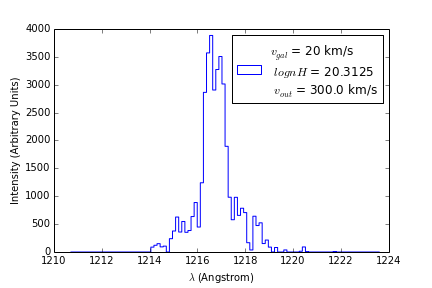 4000
3500
3000
2500
2000
1500
1000
500
0
Intensity (Arbitrary Units)
v_gal = 20 km/s
lognH = 20.3125
v_out = 300.0 km/s
1210 1212 1214 1216 1218 1220 1222 1224
λ (Angstrom)